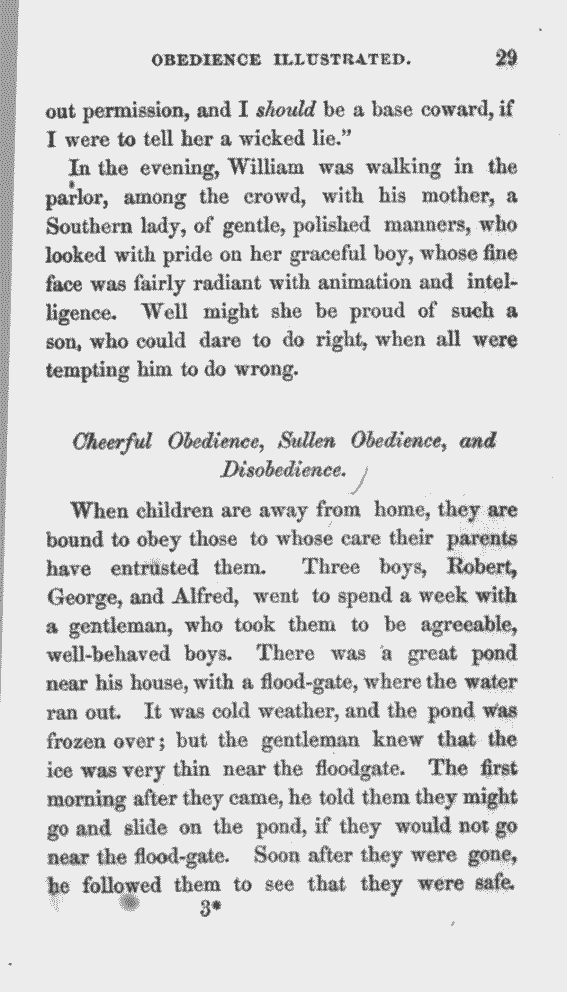 OBEDIENCE ILLUSTRATED. 29
out permission, and I should be a base coward, if
I were to tell her a wicked lie.”
In the evening, William was walking in the
parlor, among the crowd, with his mother, a
Southern lady, of gentle, polished manners, who
looked with pride on her graceful boy, whose fine
face was fairly radiant with animation and intel-
ligence. Well might she be proud of such a
son, who could dare to do right, when all were
tempting him to do wrong.
Cheerful Obedience, Sullen Obedience, and
Disobedience.
When children are away from home, they are
bound to obey those to whose care their parents
have entrusted them. Three boys, Robert,
George, and Alfred, went to spend a week with
a gentleman, who took them to be agreeable,
well-behaved boys. There was a great pond
near his house, with a flood-gate, where the water
ran out. It was cold weather, and the pond was
frozen over; but the gentleman knew that the
ice was very thin near the floodgate. The first
morning after they came, he told them they might
go and slide on the pond, if they would not go
near the flood-gate. Soon after they were gone,
he followed them to see that they were safe.
3*